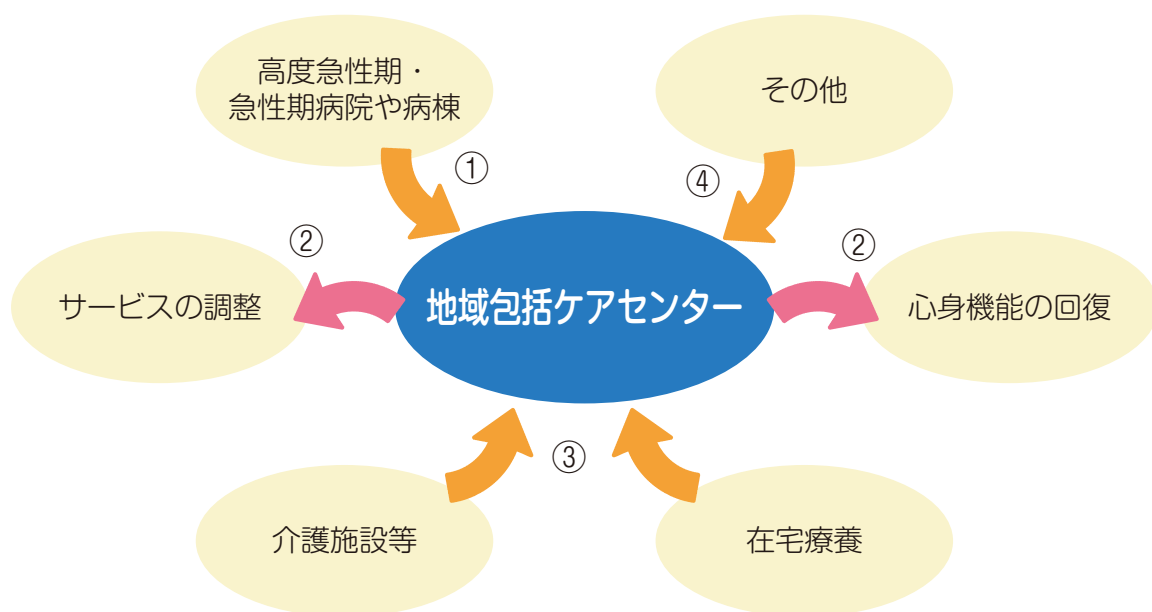 高度急性期・
急性期病院や病棟
その他
①
④
②
②
サービスの調整
地域包括ケアセンター
心身機能の回復
③
介護施設等
在宅療養